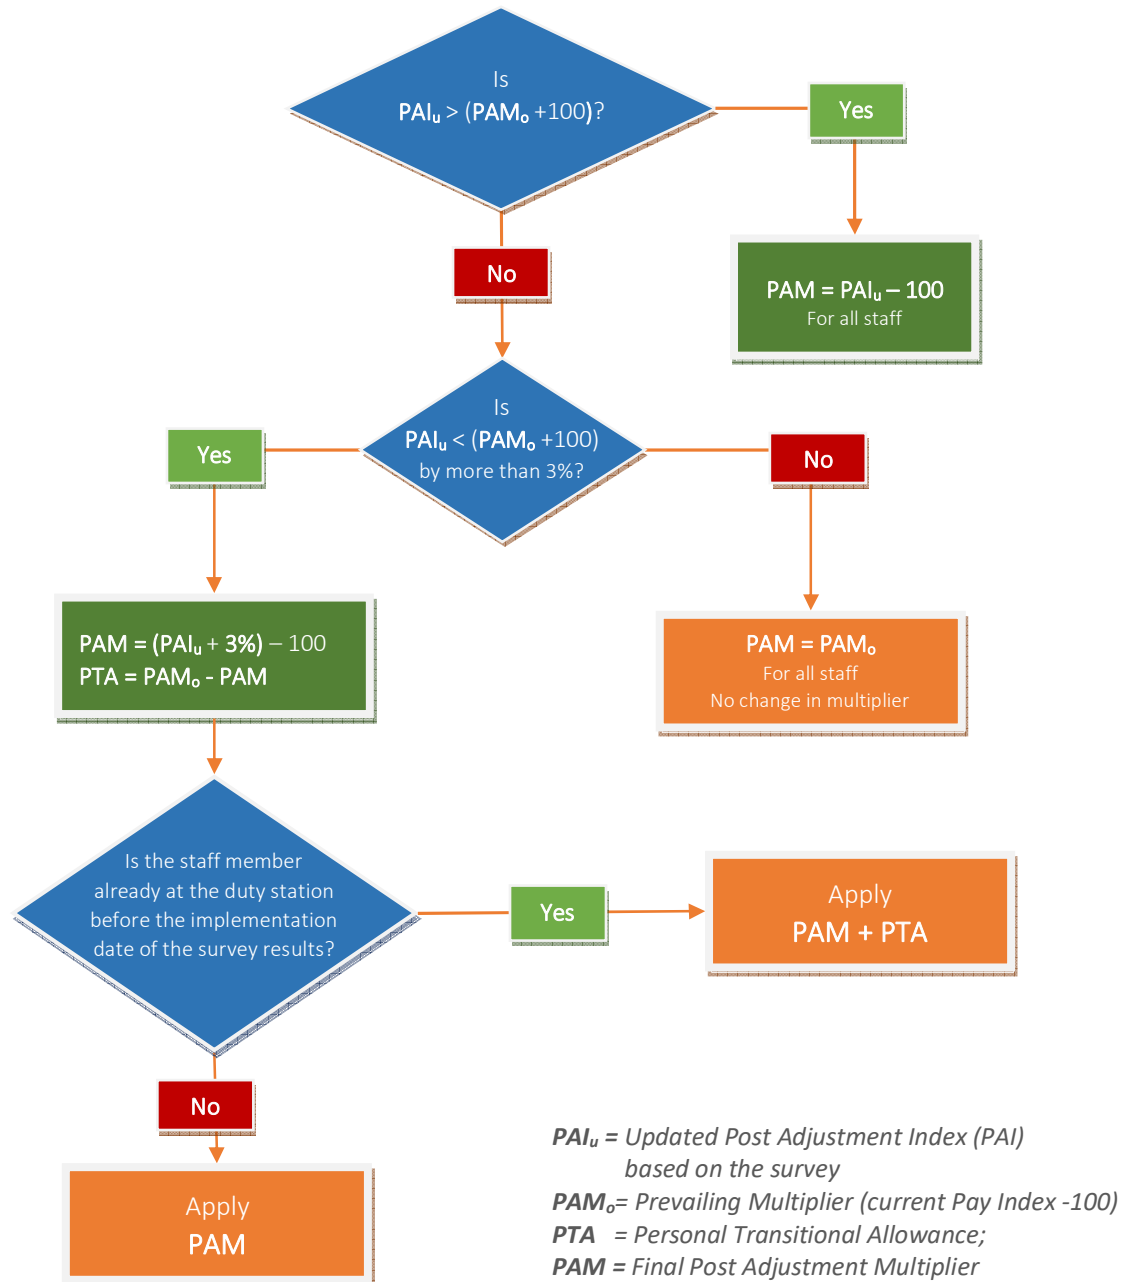 Is
PAIu > (PAMo +100)?
Yes
No
PAM = PAIu – 100
For all staff
Is
PAIu < (PAMo +100)
by more than 3%?
Yes
No
PAM = (PAIu + 3%) – 100
PTA = PAMo - PAM
PAM = PAMo
For all staff
No change in multiplier
Is the staff member
already at the duty station
before the implementation
date of the survey results?
Yes
Apply
PAM + PTA
No
Apply
PAM
PAIu = Updated Post Adjustment Index (PAI)
based on the survey
PAMo= Prevailing Multiplier (current Pay Index -100)
PTA = Personal Transitional Allowance;
PAM = Final Post Adjustment Multiplier